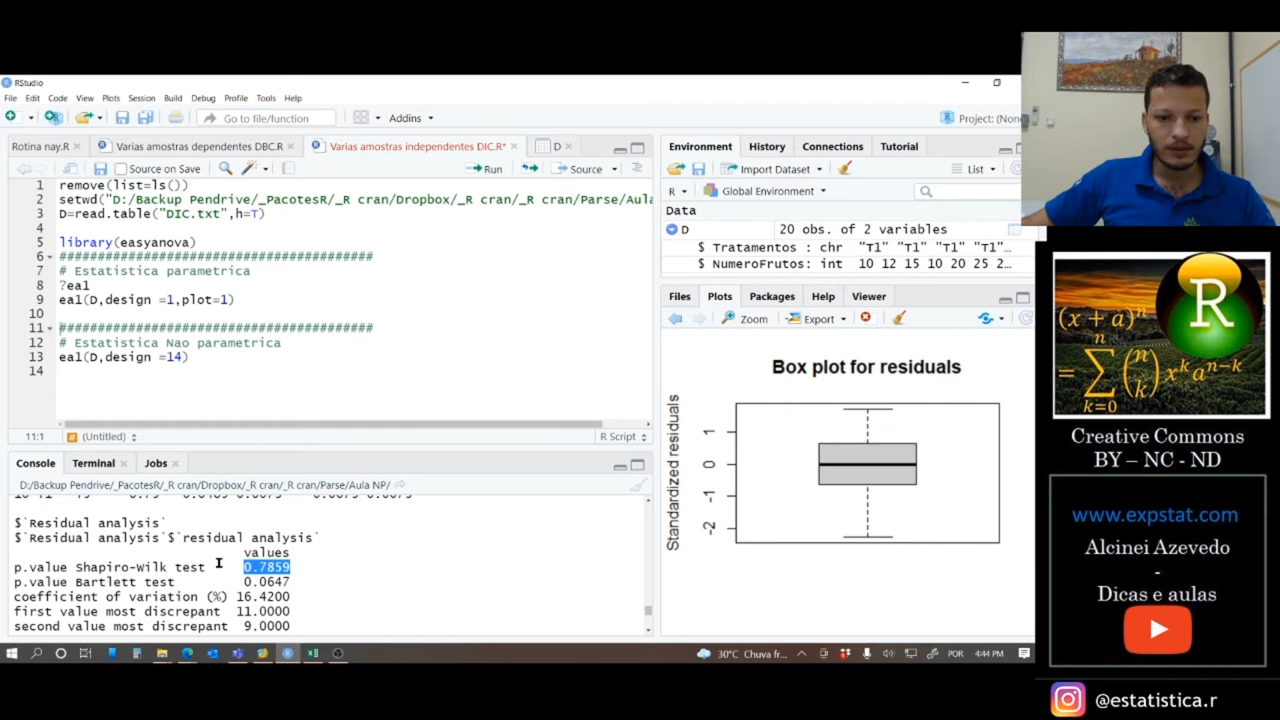 RStudio
File Edit Code View Plots Session Build Debug Profile Tools Help
Go to file/function
Addins
Project: (None
Rotina nay.R
Varias amostras dependentes DBC.R
Varias amostras independentes DIC.R*
D
Source on Save
Run
Source
1 remove(list=ls())
2 setwd("D:/Backup Pendrive/_PacotesR/_R cran/Dropbox/_R cran/_R cran/Parse/Aula
3 D=read.table("DIC.txt",h=T)
4
5 library(easyanova)
6 #########################################
7 # Estatistica parametrica
8 ?ea1
9 ea1(D,design =1,plot=1)
10
11 #########################################
12 # Estatistica Nao parametrica
13 ea1(D,design =14)
14
11:1
(Untitled)
R Script
Console Terminal Jobs
D:/Backup Pendrive/_PacotesR/_R cran/Dropbox/_R cran/_R cran/Parse/Aula NP/
$`Residual analysis`
$`Residual analysis`$`residual analysis`
values
p.value Shapiro-Wilk test 0.7859
p.value Bartlett test 0.0647
coefficient of variation (%) 16.4200
first value most discrepant 11.0000
second value most discrepant 9.0000
Environment History Connections Tutorial
Import Dataset
List
R
Global Environment
Data
D 20 obs. of 2 variables
$ Tratamentos : chr "T1" "T1" "T1" "T1"…
$ NumeroFrutos: int 10 12 15 10 20 25 2…
Files Plots Packages Help Viewer
Zoom
Export
Box plot for residuals
Standardized residuals
1
0
-1
-2
30°C Chuva fr...
POR
4:44 PM
(x + a)^n
= ∑ k=0 n (n k) x^k a^(n−k)
R
Creative Commons
BY – NC - ND
www.expstat.com
Alcinei Azevedo
-
Dicas e aulas
@estatistica.r